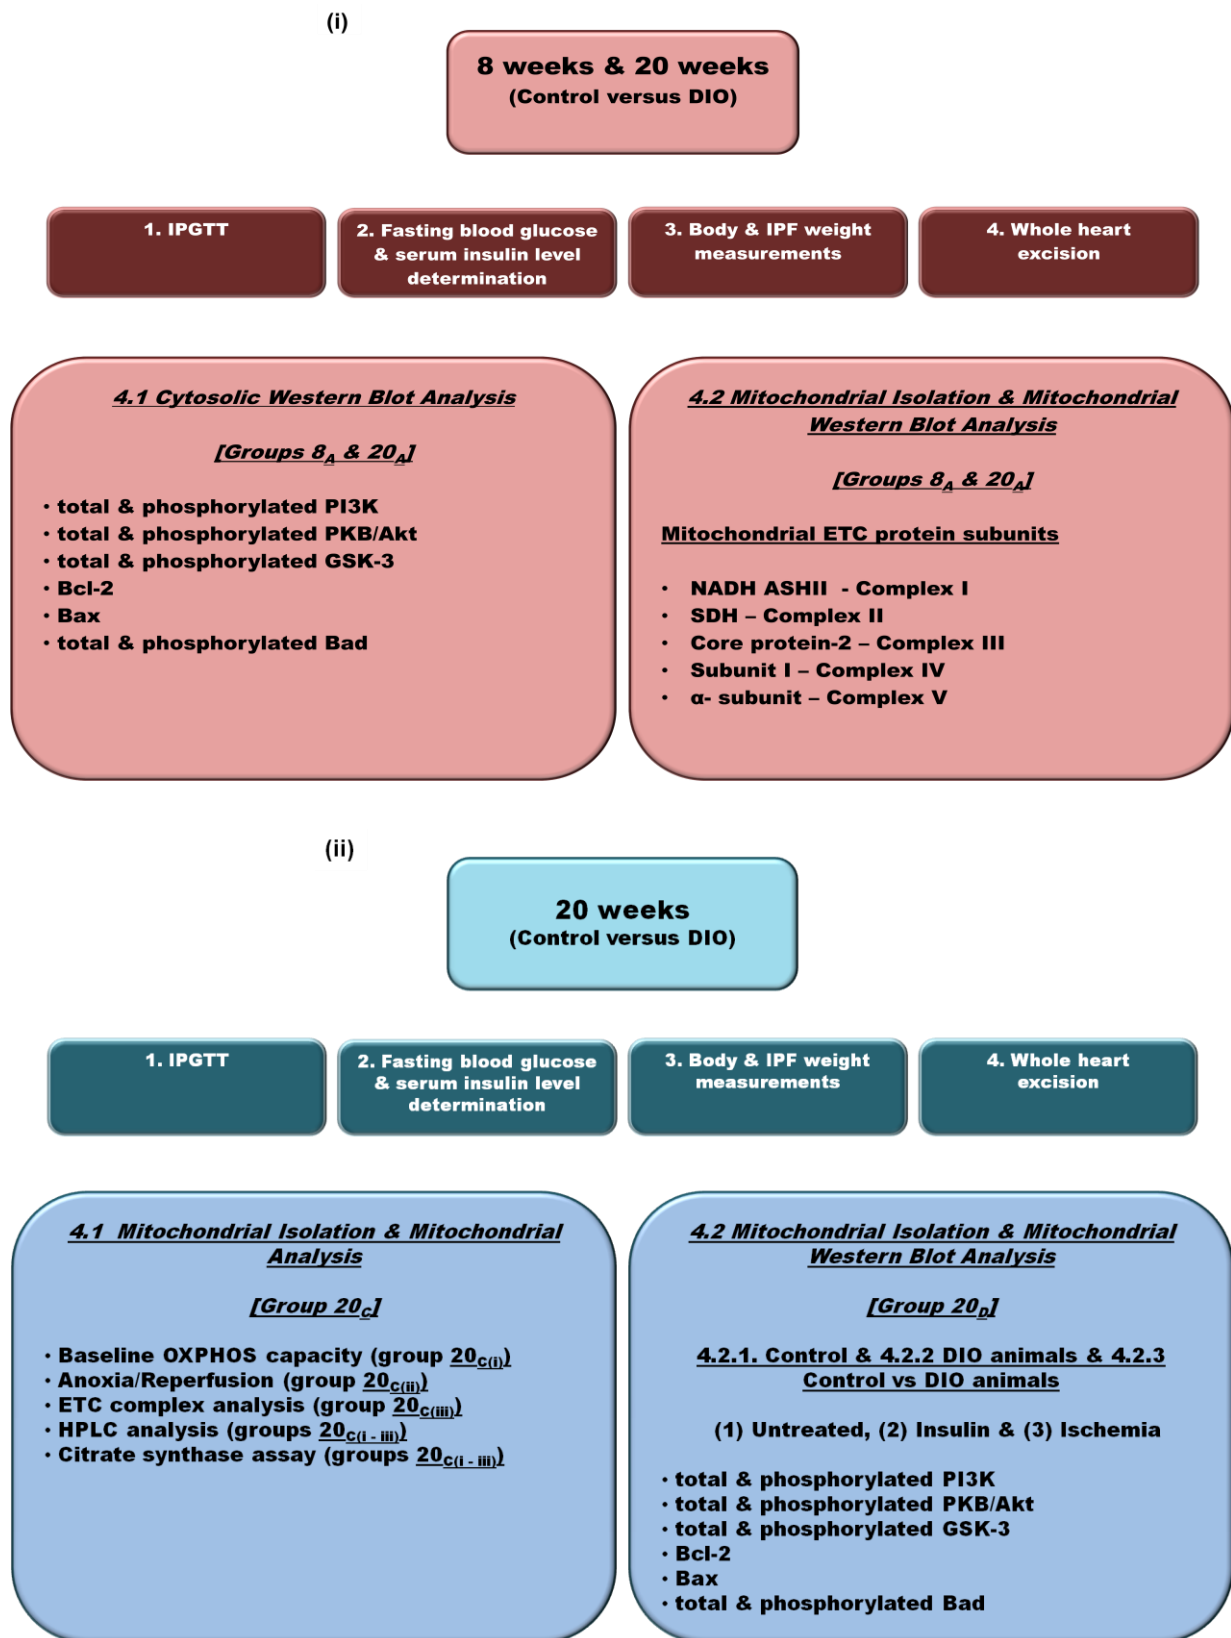 (i)
8 weeks & 20 weeks
(Control versus DIO)
1. IPGTT
2. Fasting blood glucose
& serum insulin level
determination
3. Body & IPF weight
measurements
4. Whole heart
excision
4.1 Cytosolic Western Blot Analysis
[Groups 8A & 20A]
• total & phosphorylated PI3K
• total & phosphorylated PKB/Akt
• total & phosphorylated GSK-3
• Bcl-2
• Bax
• total & phosphorylated Bad
4.2 Mitochondrial Isolation & Mitochondrial
Western Blot Analysis
[Groups 8A & 20A]
Mitochondrial ETC protein subunits
• NADH ASHII - Complex I
• SDH – Complex II
• Core protein-2 – Complex III
• Subunit I – Complex IV
• α- subunit – Complex V
(ii)
20 weeks
(Control versus DIO)
1. IPGTT
2. Fasting blood glucose
& serum insulin level
determination
3. Body & IPF weight
measurements
4. Whole heart
excision
4.1 Mitochondrial Isolation & Mitochondrial
Analysis
[Group 20C]
• Baseline OXPHOS capacity (group 20C(i))
• Anoxia/Reperfusion (group 20C(ii))
• ETC complex analysis (group 20C(iii))
• HPLC analysis (groups 20C(i - iii))
• Citrate synthase assay (groups 20C(i - iii))
4.2 Mitochondrial Isolation & Mitochondrial
Western Blot Analysis
[Group 20D]
4.2.1. Control & 4.2.2 DIO animals & 4.2.3
Control vs DIO animals
(1) Untreated, (2) Insulin & (3) Ischemia
• total & phosphorylated PI3K
• total & phosphorylated PKB/Akt
• total & phosphorylated GSK-3
• Bcl-2
• Bax
• total & phosphorylated Bad